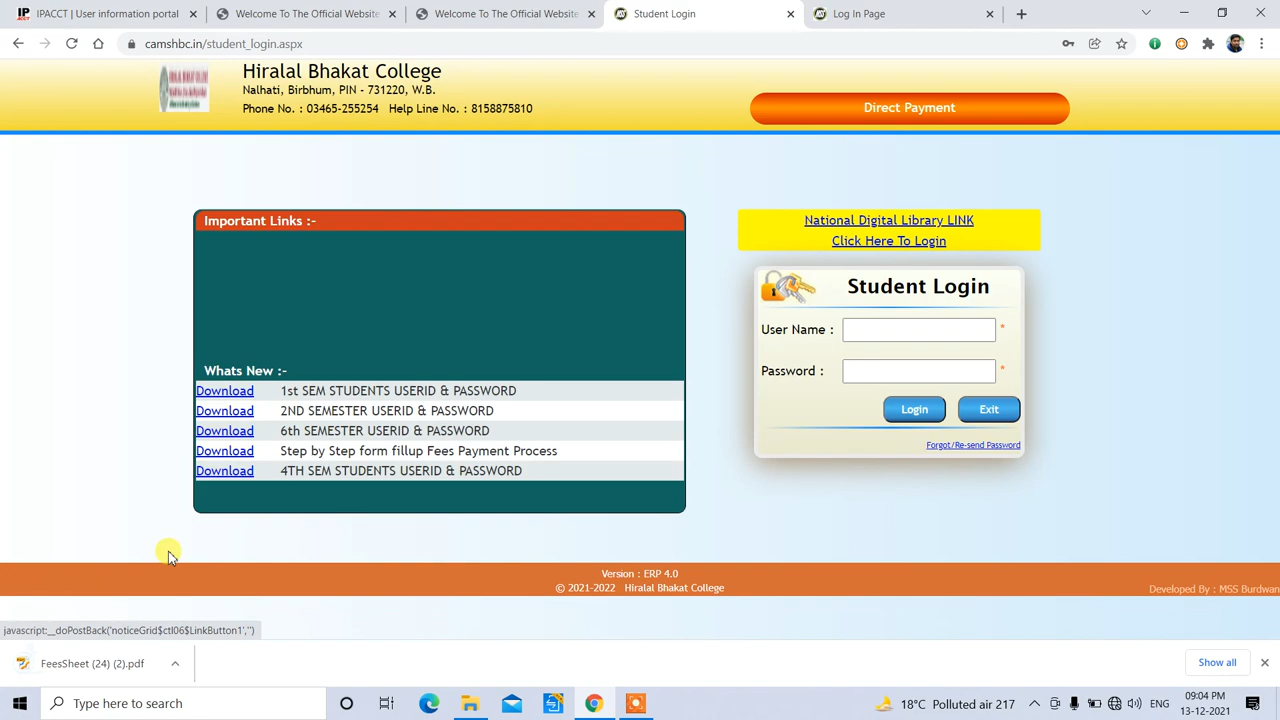 IPACCT | User information portal
Welcome To The Official Website
Welcome To The Official Website
Student Login
Log In Page
camshbc.in/student_login.aspx
Hiralal Bhakat College
Nalhati, Birbhum, PIN - 731220, W.B.
Phone No. : 03465-255254 Help Line No. : 8158875810
Direct Payment
Important Links :-
National Digital Library LINK
Click Here To Login
Student Login
User Name : *
Password : *
Login Exit
Forgot/Re-send Password
Whats New :-
Download 1st SEM STUDENTS USERID & PASSWORD
Download 2ND SEMESTER USERID & PASSWORD
Download 6th SEMESTER USERID & PASSWORD
Download Step by Step form fillup Fees Payment Process
Download 4TH SEM STUDENTS USERID & PASSWORD
Version : ERP 4.0
© 2021-2022 Hiralal Bhakat College
Developed By : MSS Burdwan
javascript:__doPostBack('noticeGrid$ctl06$LinkButton1','')
FeesSheet (24) (2).pdf
Show all
Type here to search
18°C Polluted air 217
09:04 PM
13-12-2021